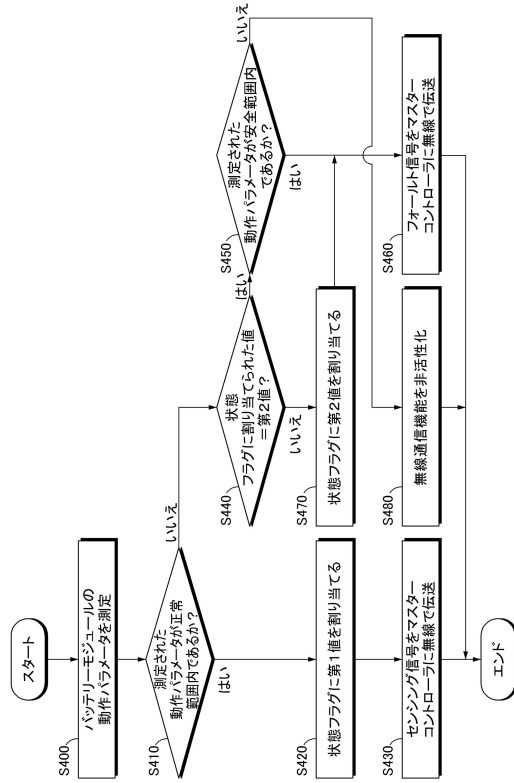 スタート
S400
バッテリーモジュールの
動作パラメータを測定
S410
測定された
動作パラメータが正常
範囲内であるか？
いいえ
はい
S420
状態フラグに第１値を割り当てる
S430
センシング信号をマスター
コントローラに無線で伝送
エンド
S440
状態
フラグに割り当てられた値
＝第２値？
はい
いいえ
S450
測定された
動作パラメータが安全範囲内
であるか？
いいえ
はい
S470
状態フラグに第２値を割り当てる
S480
無線通信機能を非活性化
S460
フォールト信号をマスター
コントローラに無線で伝送